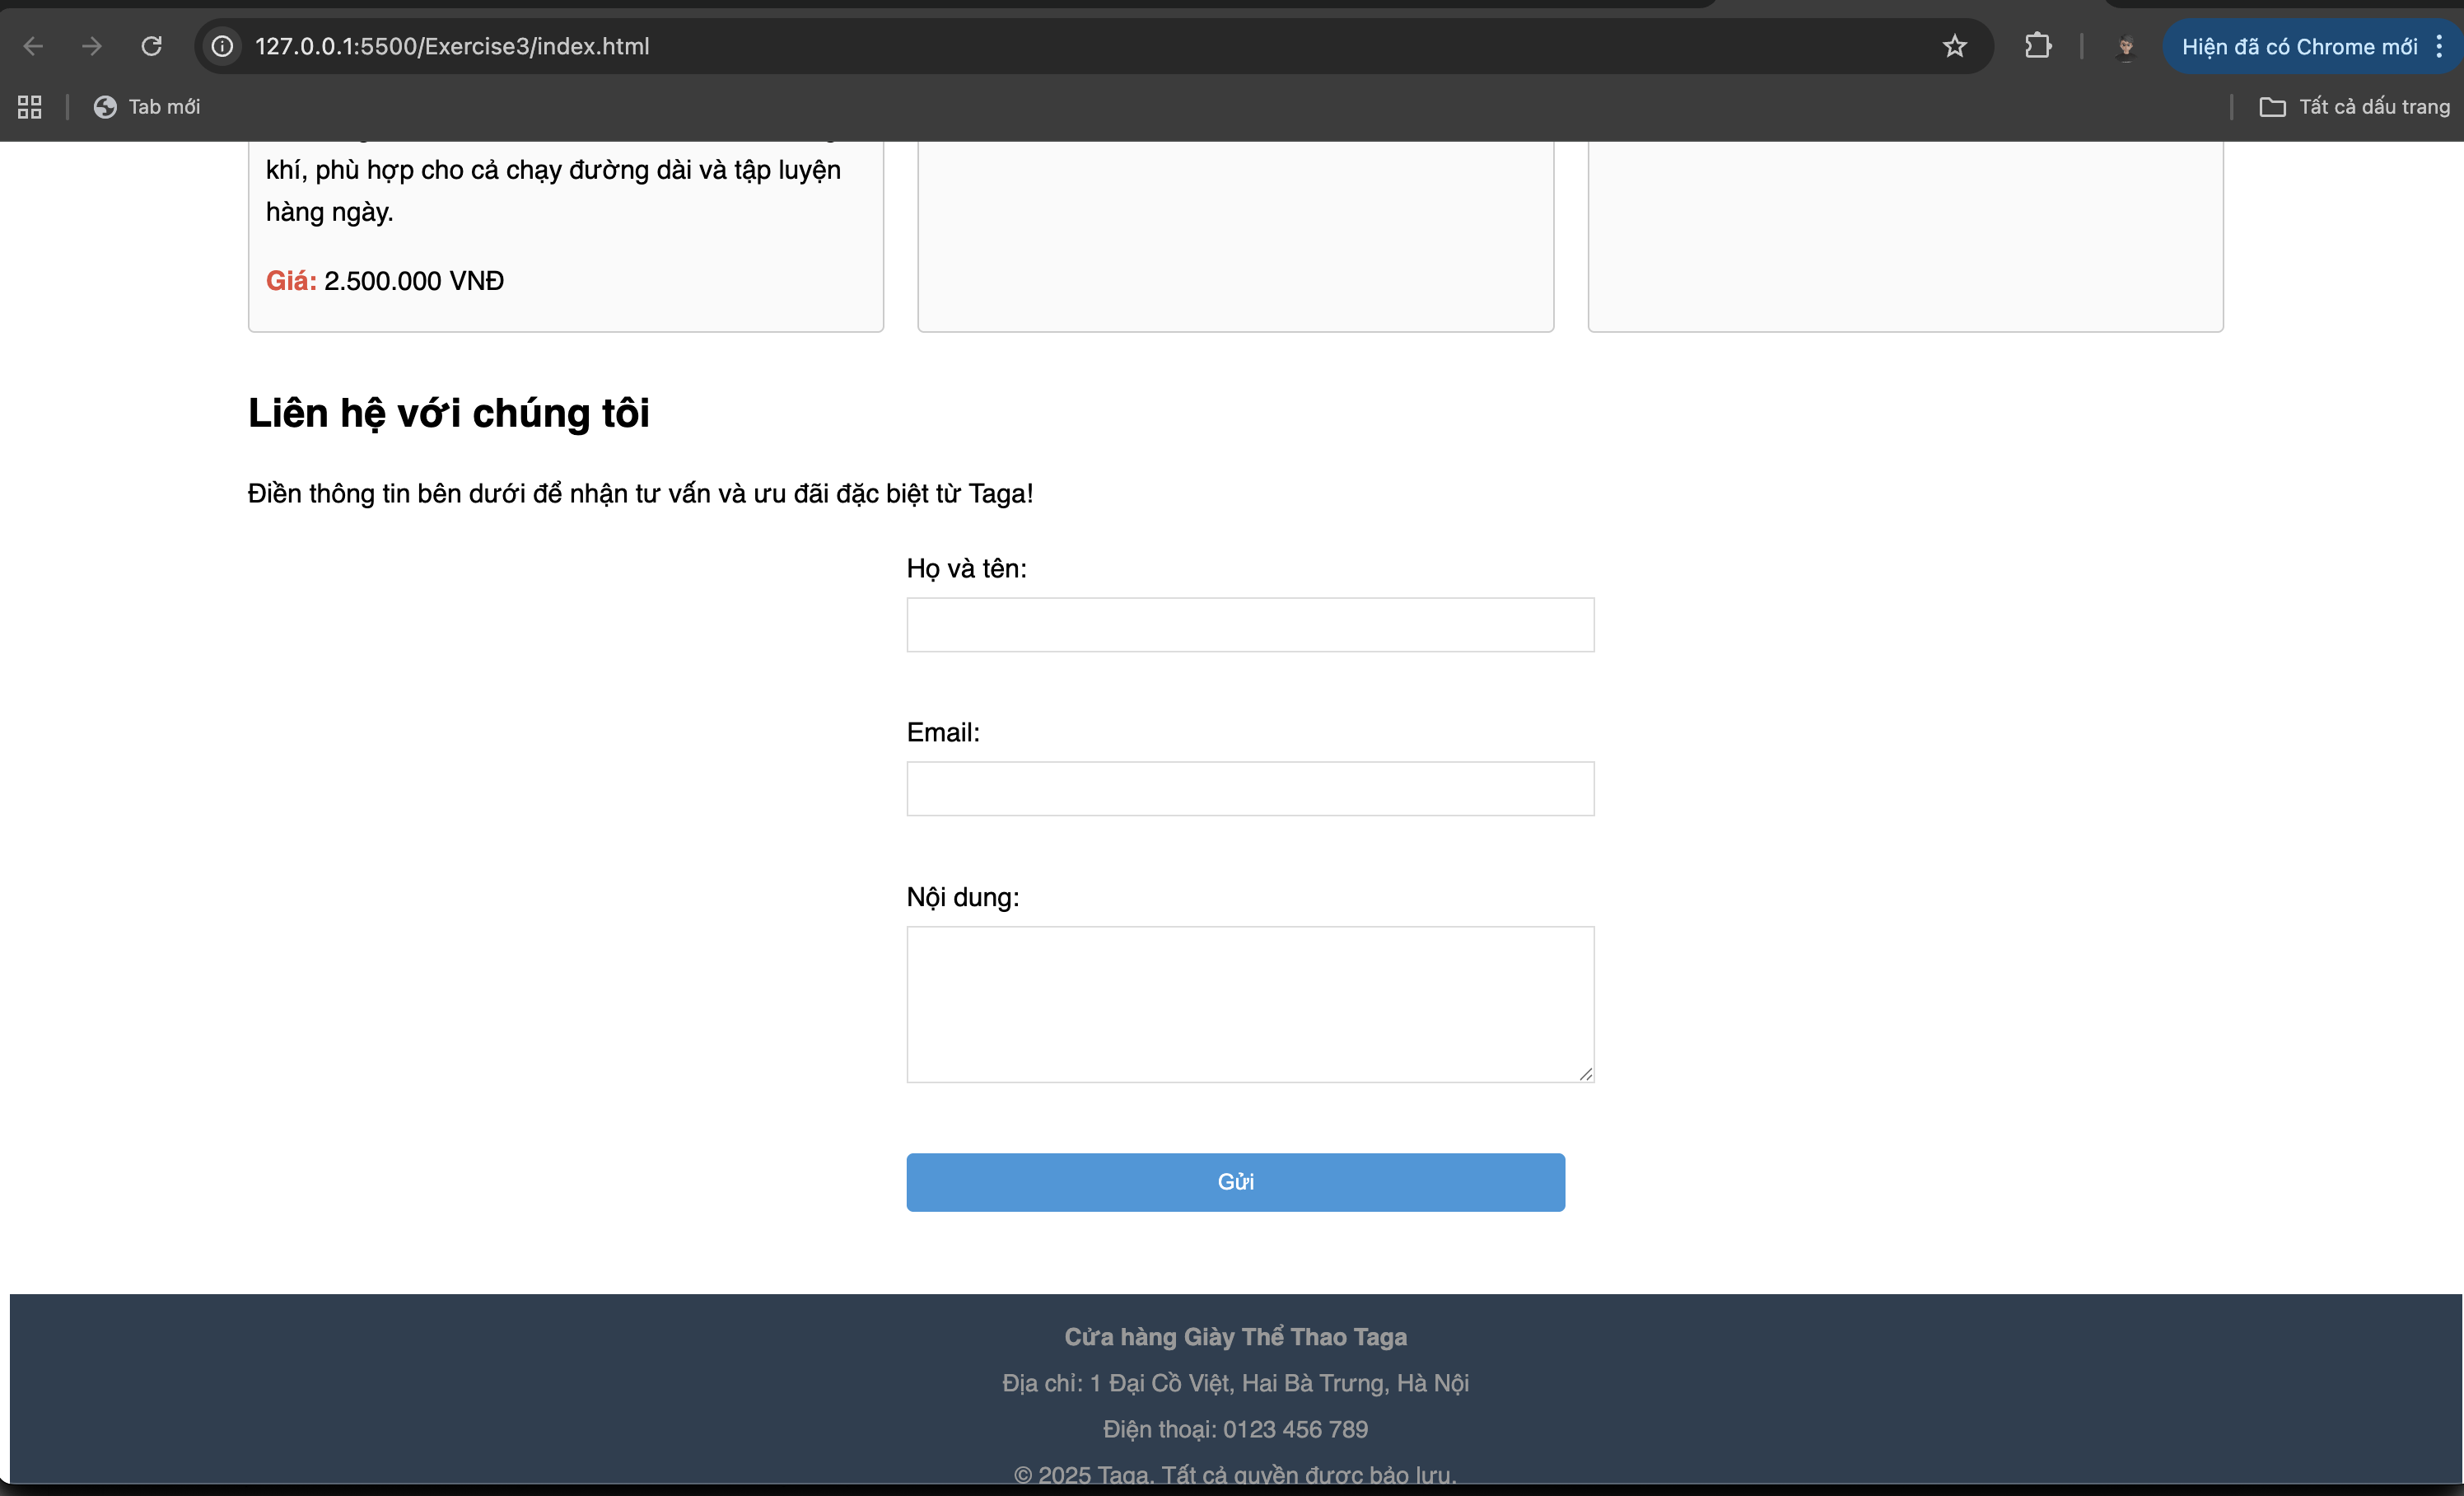 127.0.0.1:5500/Exercise3/index.html
Hiện đã có Chrome mới
Tab mới
Tất cả dấu trang
khí, phù hợp cho cả chạy đường dài và tập luyện
hàng ngày.
Giá: 2.500.000 VNĐ
Liên hệ với chúng tôi
Điền thông tin bên dưới để nhận tư vấn và ưu đãi đặc biệt từ Taga!
Họ và tên:
Email:
Nội dung:
Gửi
Cửa hàng Giày Thể Thao Taga
Địa chỉ: 1 Đại Cồ Việt, Hai Bà Trưng, Hà Nội
Điện thoại: 0123 456 789
© 2025 Taga. Tất cả quyền được bảo lưu.